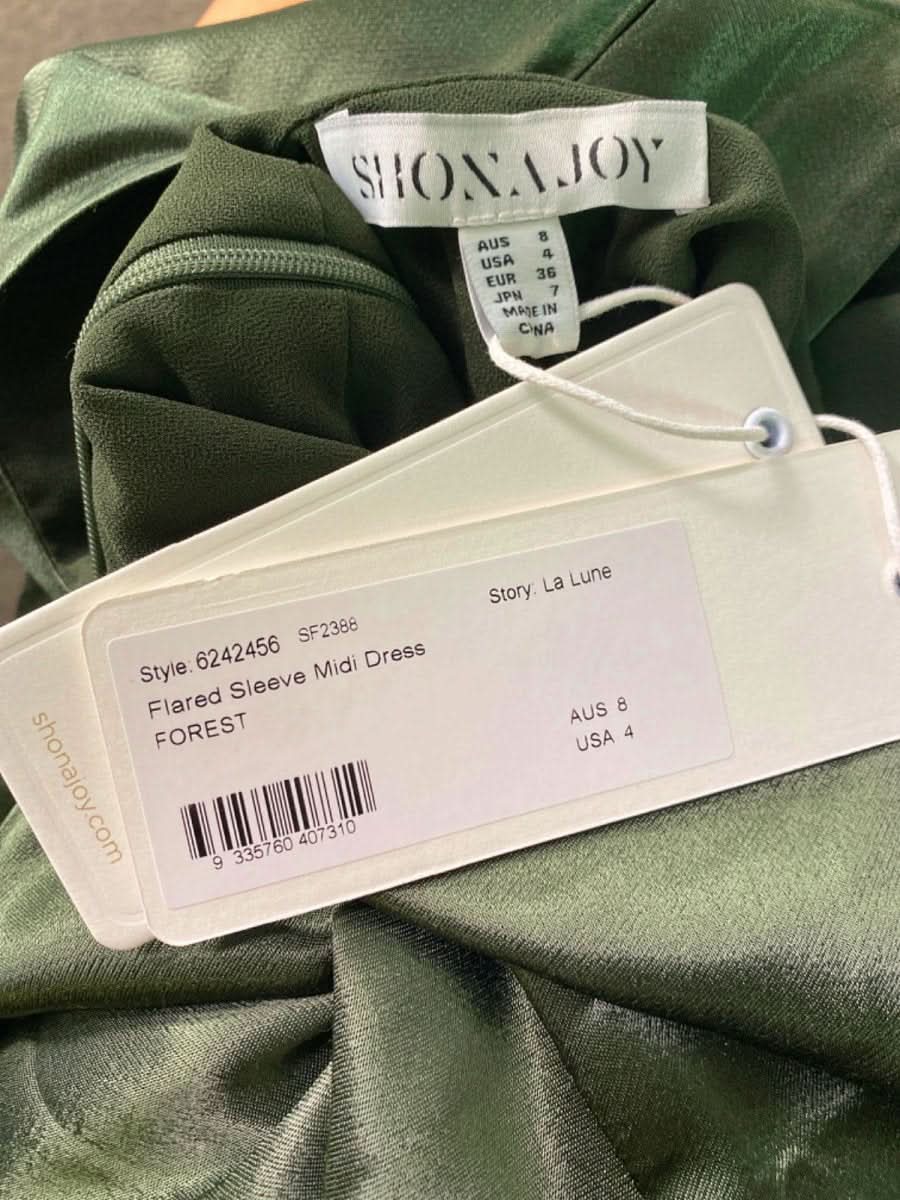 SHONA JOY
AUS 8
USA 4
EUR 36
JPN 7
MADE IN
CHINA
Style: 6242456 SF2388
Story: La Lune
Flared Sleeve Midi Dress
FOREST
AUS 8
USA 4
9 335760 407310
shonajoy.com